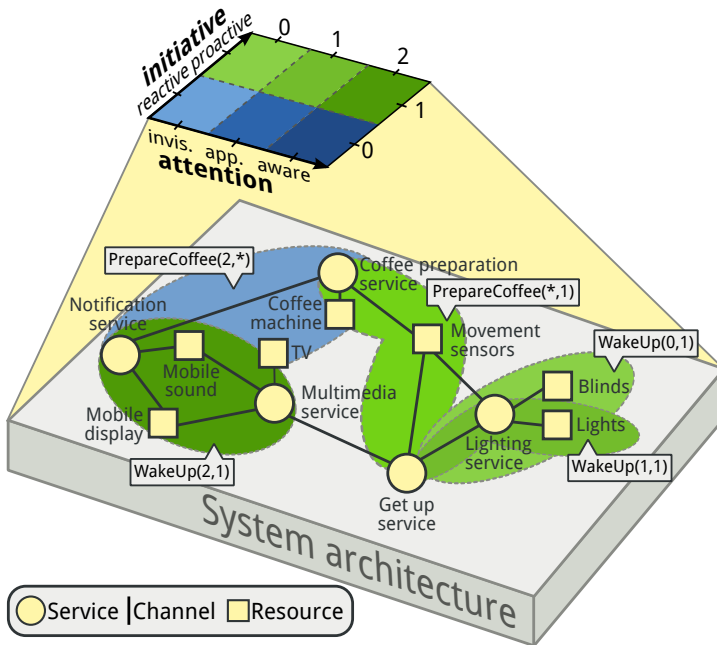 initiative
reactive proactive
0
1
2
1
0
invis. app. aware
attention
PrepareCoffee(2,*)
Coffee preparation
service
PrepareCoffee(*,1)
Notification
service
Coffee
machine
Movement
sensors
WakeUp(0,1)
TV
Mobile
sound
Blinds
Multimedia
service
Mobile
display
Lights
Lighting
service
WakeUp(2,1)
WakeUp(1,1)
Get up
service
System architecture
Service Channel Resource